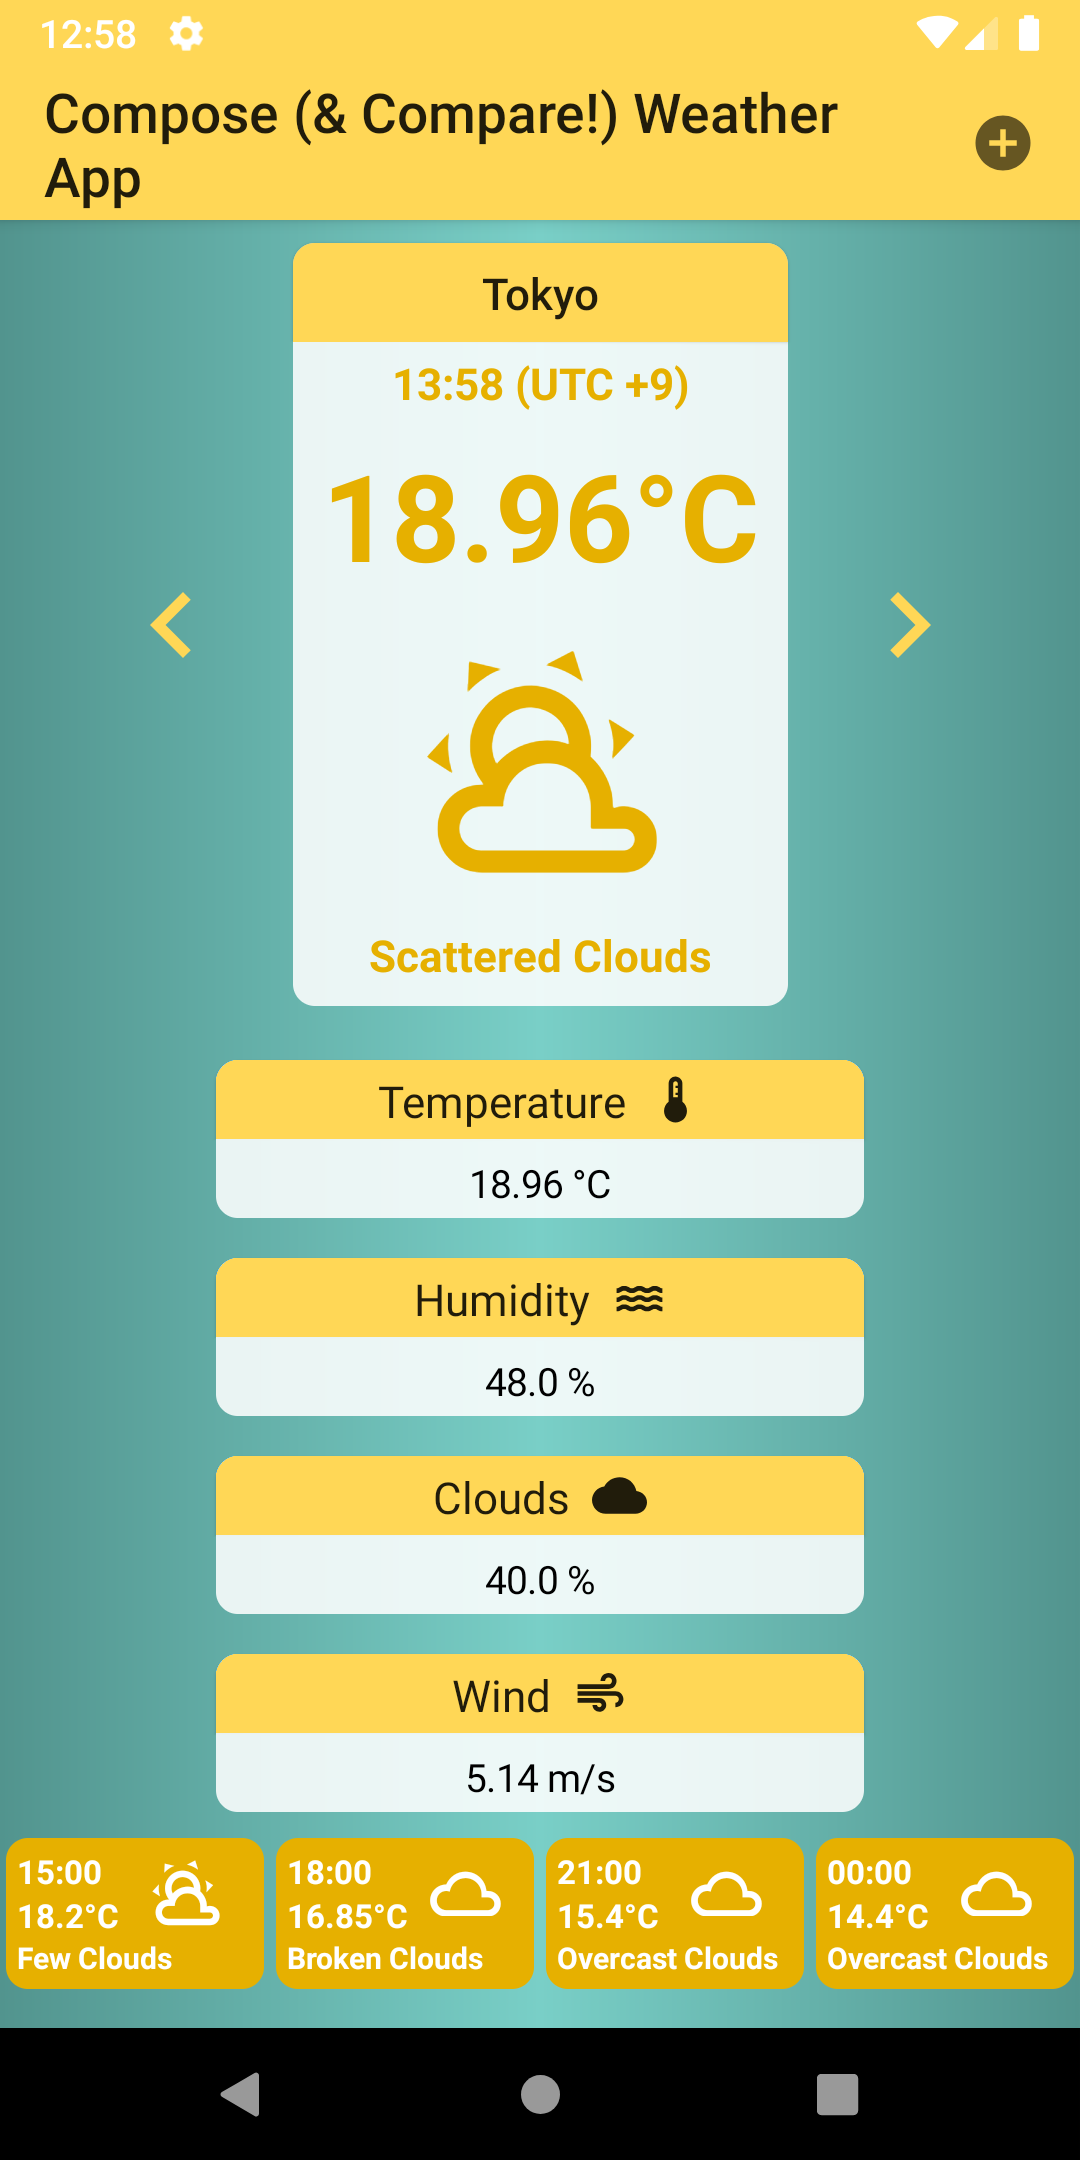 12:58
Compose (& Compare!) Weather
App
Tokyo
13:58 (UTC +9)
18.96°C
Scattered Clouds
Temperature
18.96 °C
Humidity
48.0 %
Clouds
40.0 %
Wind
5.14 m/s
15:00
18.2°C
Few Clouds
18:00
16.85°C
Broken Clouds
21:00
15.4°C
Overcast Clouds
00:00
14.4°C
Overcast Clouds